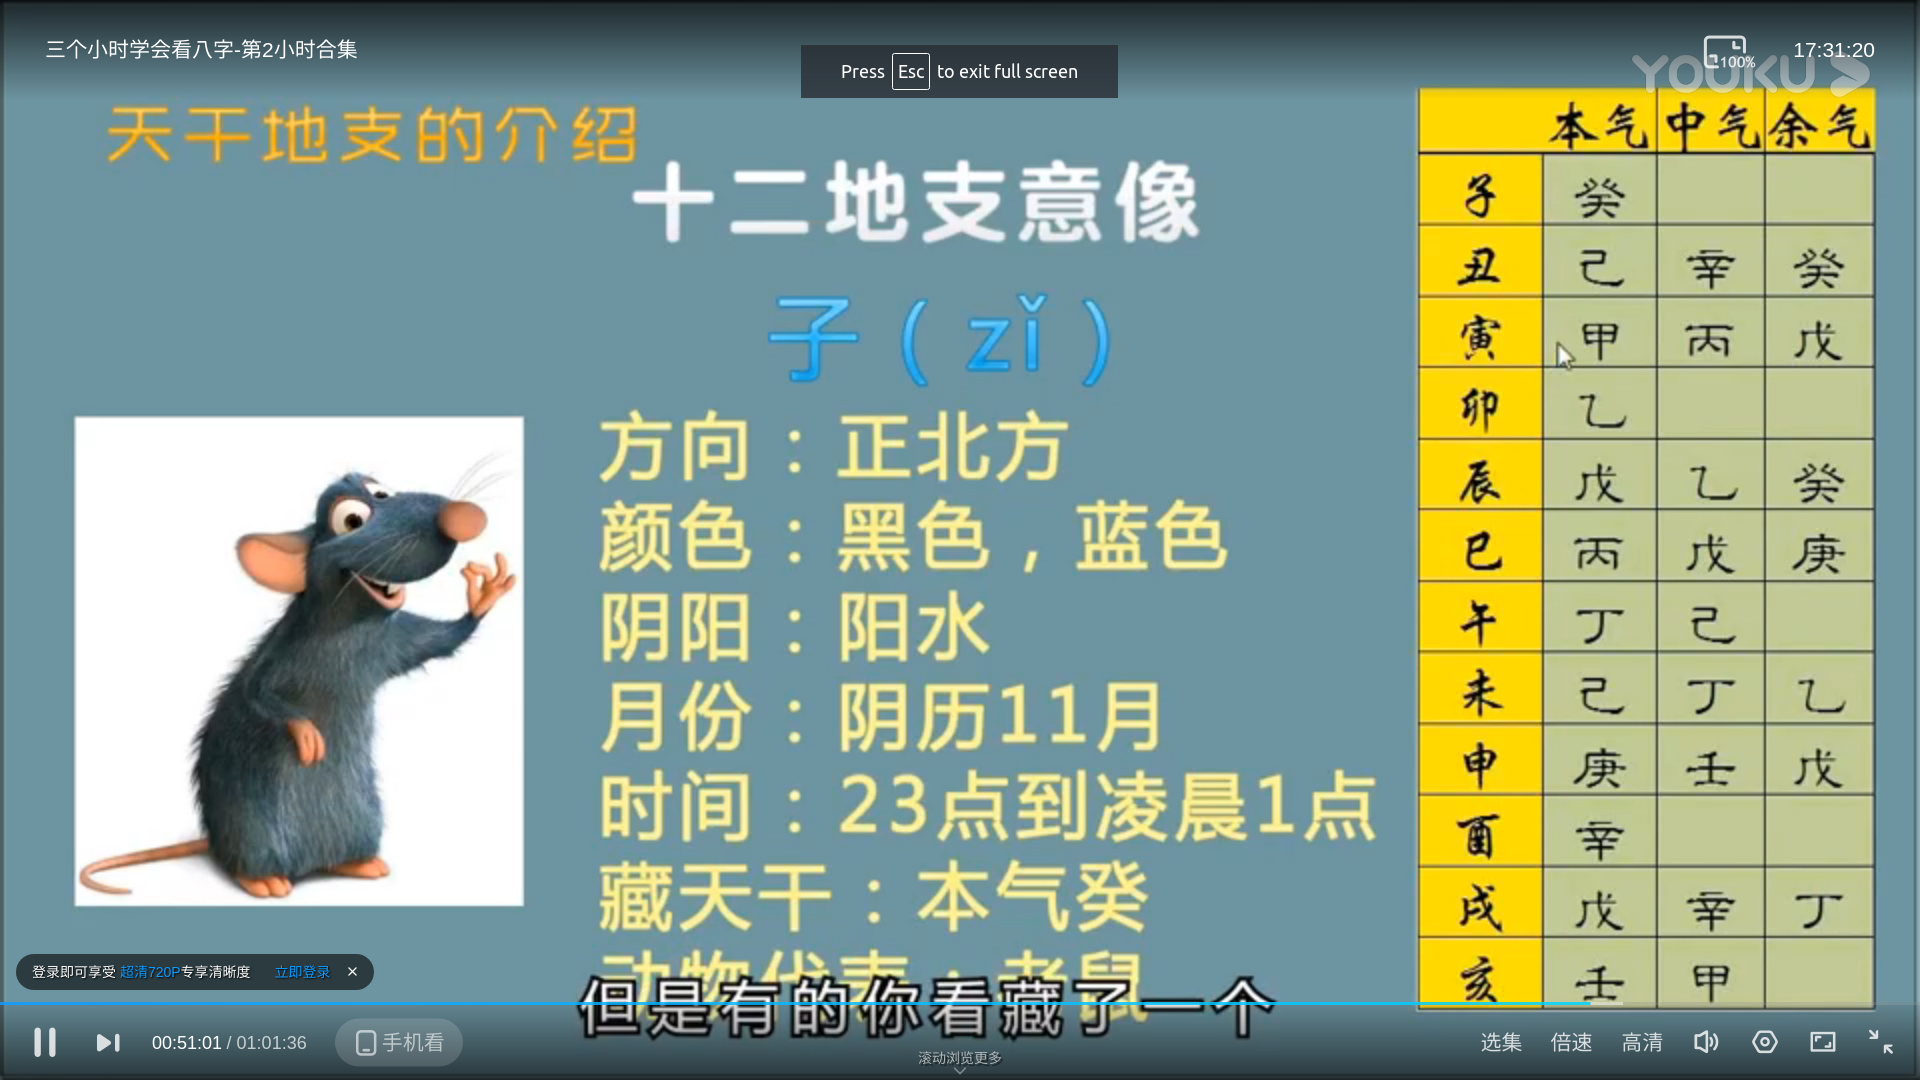 三个小时学会看八字-第2小时合集
Press Esc to exit full screen
100%
17:31:20
YOUKU
天干地支的介绍
十二地支意像
子（zǐ）
方向：正北方
颜色：黑色，蓝色
阴阳：阳水
月份：阴历11月
时间：23点到凌晨1点
藏天干：本气癸
动物代表：老鼠
本气 中气 余气
子 癸
丑 己 辛 癸
寅 甲 丙 戊
卯 乙
辰 戊 乙 癸
巳 丙 戊 庚
午 丁 己
未 己 丁 乙
申 庚 壬 戊
酉 辛
戌 戊 辛 丁
亥 壬 甲
登录即可享受 超清720P专享清晰度 立即登录 ×
但是有的你看藏了一个
00:51:01 / 01:01:36 手机看
滚动浏览更多
选集 倍速 高清